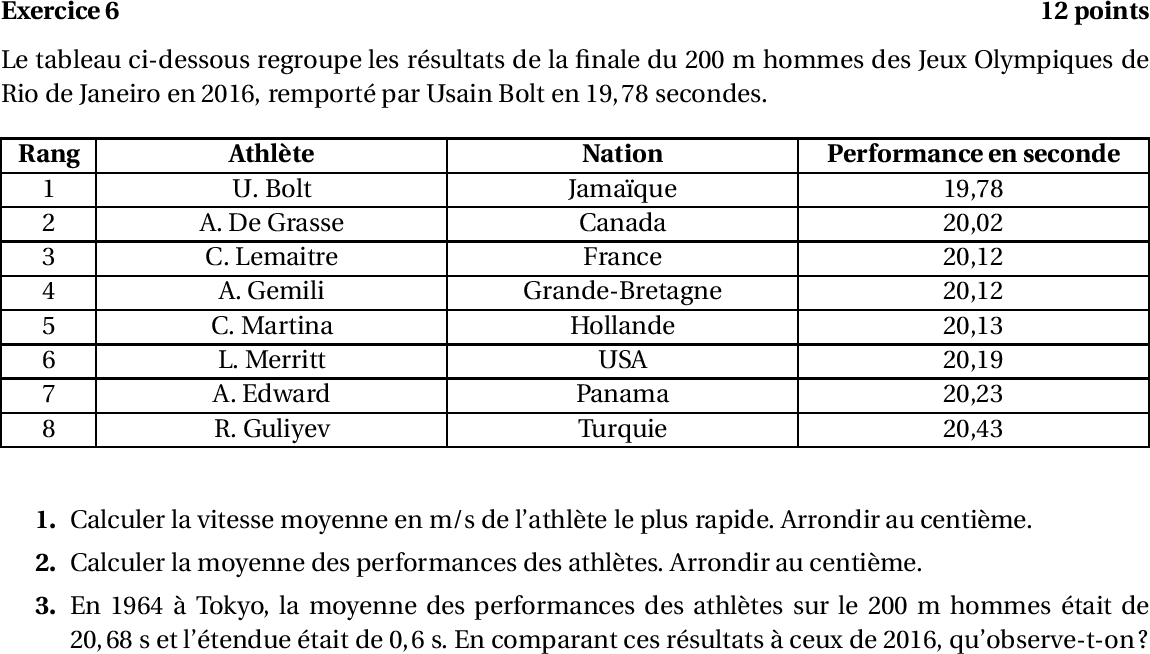 Exercice 6 12 points
Le tableau ci-dessous regroupe les résultats de la finale du 200 m hommes des Jeux Olympiques de
Rio de Janeiro en 2016, remporté par Usain Bolt en 19,78 secondes.
Rang Athlète Nation Performance en seconde
1 U. Bolt Jamaïque 19,78
2 A. De Grasse Canada 20,02
3 C. Lemaitre France 20,12
4 A. Gemili Grande-Bretagne 20,12
5 C. Martina Hollande 20,13
6 L. Merritt USA 20,19
7 A. Edward Panama 20,23
8 R. Guliyev Turquie 20,43
1. Calculer la vitesse moyenne en m/s de l'athlète le plus rapide. Arrondir au centième.
2. Calculer la moyenne des performances des athlètes. Arrondir au centième.
3. En 1964 à Tokyo, la moyenne des performances des athlètes sur le 200 m hommes était de
20,68 s et l'étendue était de 0,6 s. En comparant ces résultats à ceux de 2016, qu'observe-t-on?